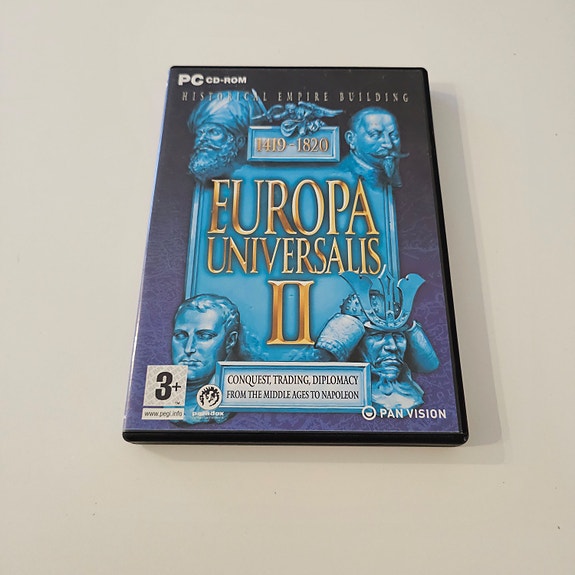 PC CD-ROM
HISTORICAL EMPIRE BUILDING
1419-1820
EUROPA
UNIVERSALIS
II
CONQUEST, TRADING, DIPLOMACY
FROM THE MIDDLE AGES TO NAPOLEON
3+
www.pegi.info
paradox
PAN VISION